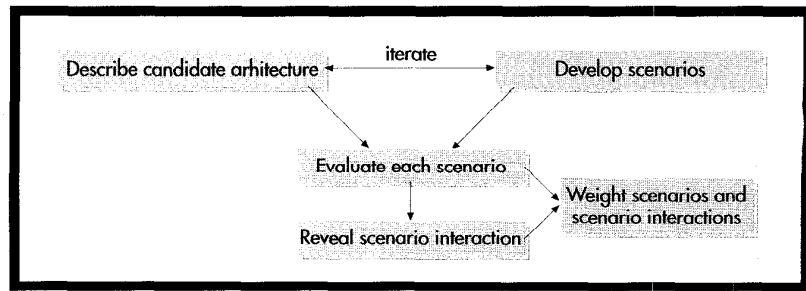 iterate
Describe candidate arhitecture
Develop scenarios
Evaluate each scenario
Weight scenarios and
scenario interactions
Reveal scenario interaction